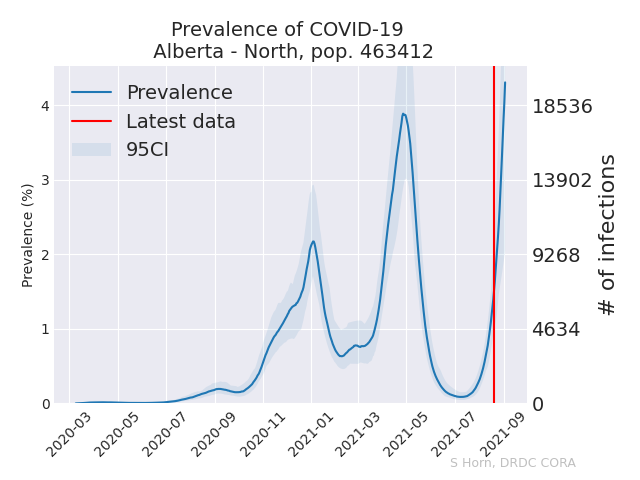 Prevalence of COVID-19
Alberta - North, pop. 463412
Prevalence
Latest data
95CI
Prevalence (%)
4
3
2
1
0
18536
13902
9268
4634
0
# of infections
2020-03
2020-05
2020-07
2020-09
2020-11
2021-01
2021-03
2021-05
2021-07
2021-09
S Horn, DRDC CORA